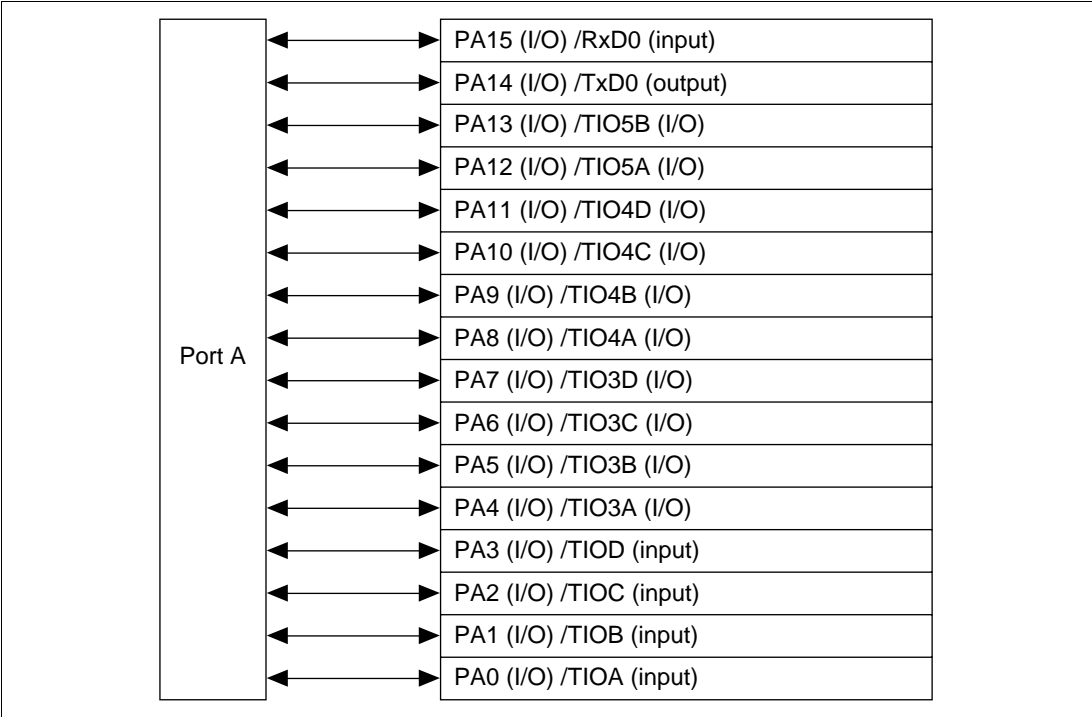 PA15 (I/O) /RxD0 (input)
PA14 (I/O) /TxD0 (output)
PA13 (I/O) /TIO5B (I/O)
PA12 (I/O) /TIO5A (I/O)
PA11 (I/O) /TIO4D (I/O)
PA10 (I/O) /TIO4C (I/O)
PA9 (I/O) /TIO4B (I/O)
PA8 (I/O) /TIO4A (I/O)
Port A
PA7 (I/O) /TIO3D (I/O)
PA6 (I/O) /TIO3C (I/O)
PA5 (I/O) /TIO3B (I/O)
PA4 (I/O) /TIO3A (I/O)
PA3 (I/O) /TIOD (input)
PA2 (I/O) /TIOC (input)
PA1 (I/O) /TIOB (input)
PA0 (I/O) /TIOA (input)